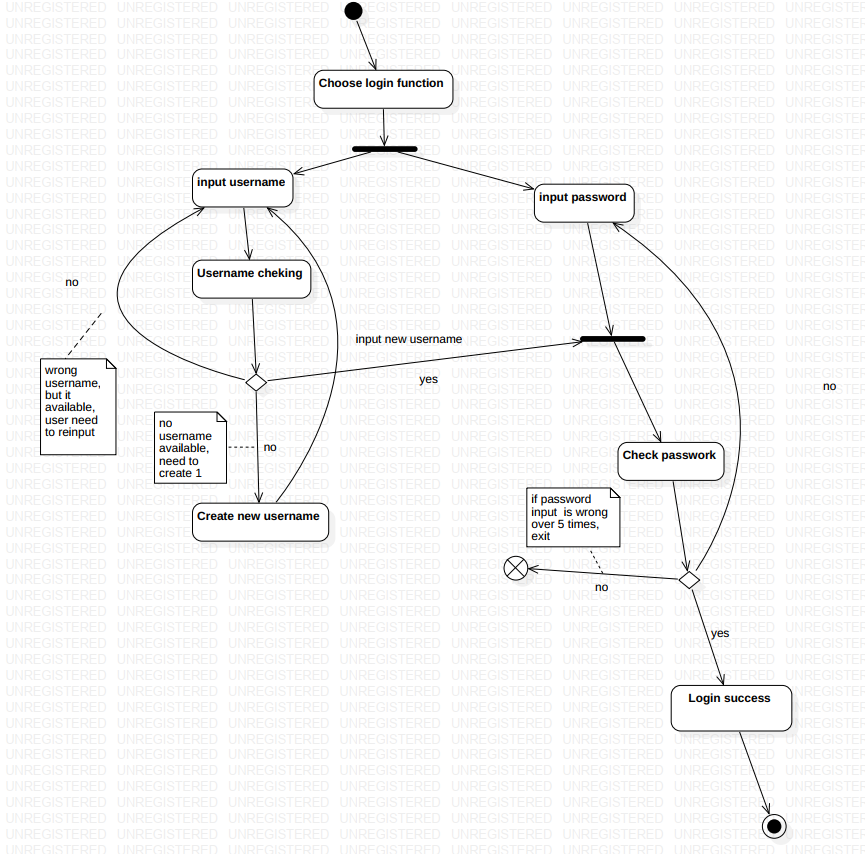 Choose login function
input username
input password
Username cheking
no
input new username
yes
no
wrong
username,
but it
available,
user need
to reinput
no
username
available,
need to
create 1
no
Check password
if password
input is wrong
over 5 times,
exit
Create new username
no
yes
Login success
UNREGISTERED